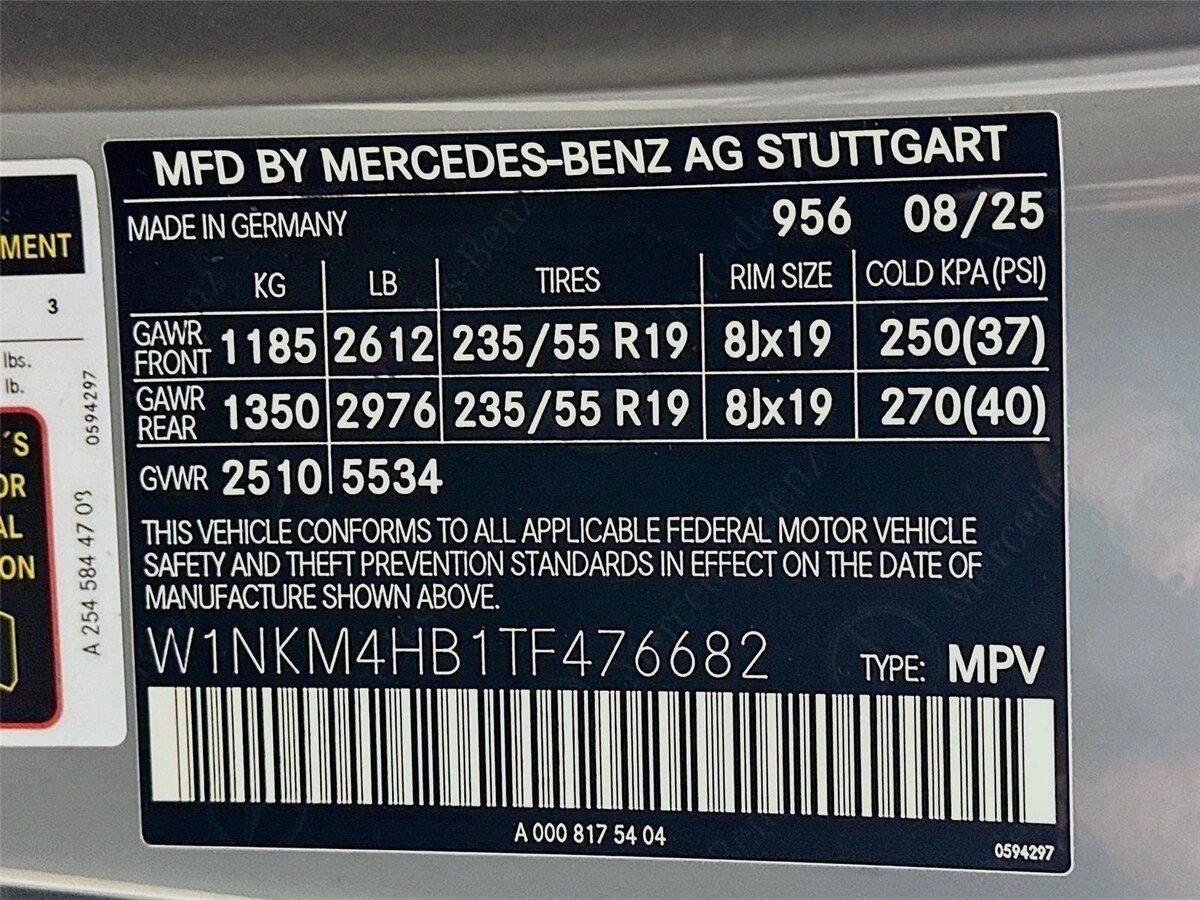 MFD BY MERCEDES-BENZ AG STUTTGART
MADE IN GERMANY 956 08/25
KG LB TIRES RIM SIZE COLD KPA(PSI)
GAWR FRONT 1185 2612 235/55 R19 8Jx19 250(37)
GAWR REAR 1350 2976 235/55 R19 8Jx19 270(40)
GVWR 2510 5534
THIS VEHICLE CONFORMS TO ALL APPLICABLE FEDERAL MOTOR VEHICLE
SAFETY AND THEFT PREVENTION STANDARDS IN EFFECT ON THE DATE OF
MANUFACTURE SHOWN ABOVE.
W1NKM4HB1TF476682 TYPE: MPV
A 000 817 54 04
0594297
MENT
3
lbs.
lb.
´S
OR
AL
ON
0594297
A 254 584 47 03